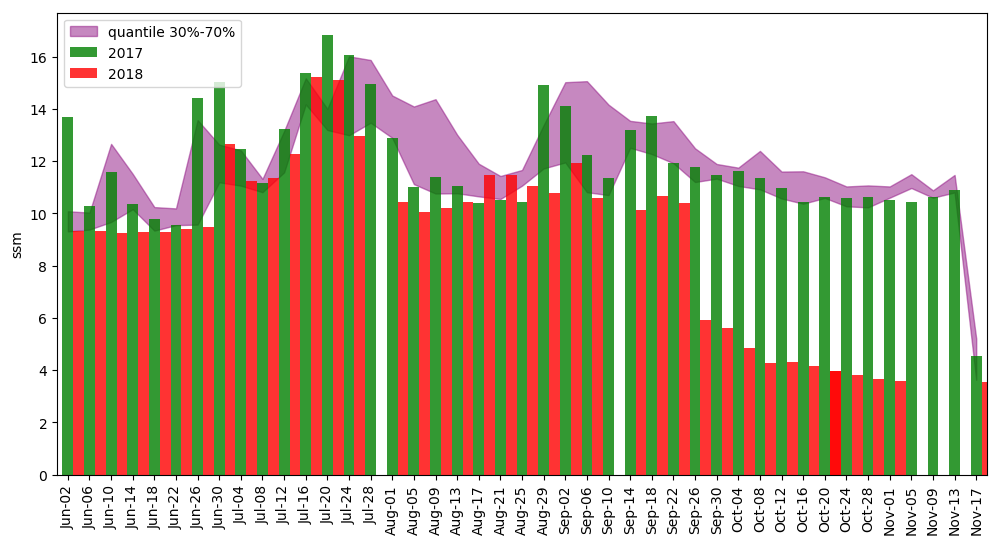 quantile 30%-70%
2017
2018
ssm
16
14
12
10
8
6
4
2
0
Jun-02
Jun-06
Jun-10
Jun-14
Jun-18
Jun-22
Jun-26
Jun-30
Jul-04
Jul-08
Jul-12
Jul-16
Jul-20
Jul-24
Jul-28
Aug-01
Aug-05
Aug-09
Aug-13
Aug-17
Aug-21
Aug-25
Aug-29
Sep-02
Sep-06
Sep-10
Sep-14
Sep-18
Sep-22
Sep-26
Sep-30
Oct-04
Oct-08
Oct-12
Oct-16
Oct-20
Oct-24
Oct-28
Nov-01
Nov-05
Nov-09
Nov-13
Nov-17